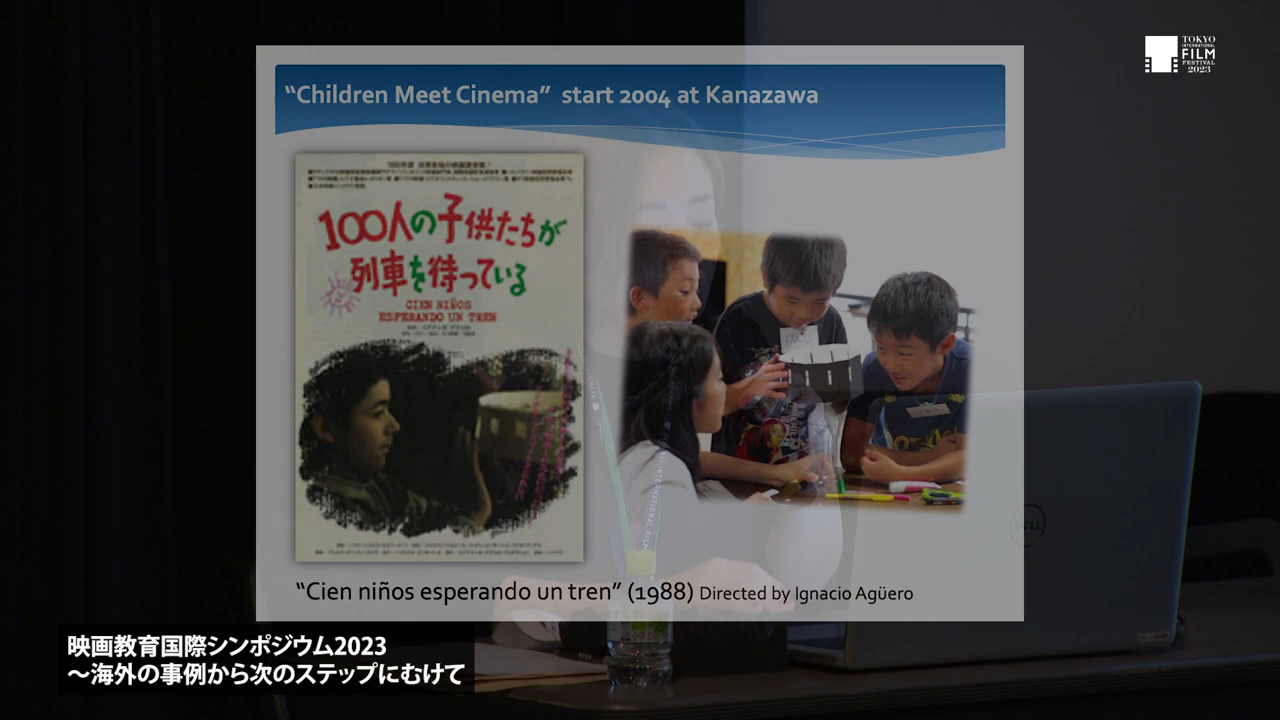 TOKYO
INTERNATIONAL
FILM
FESTIVAL
2023
“Children Meet Cinema” start 2004 at Kanazawa
100人の子供たちが
列車を待っている
CIEN NIÑOS
ESPERANDO UN TREN
“Cien niños esperando un tren” (1988) Directed by Ignacio Agüero
映画教育国際シンポジウム2023
～海外の事例から次のステップにむけて